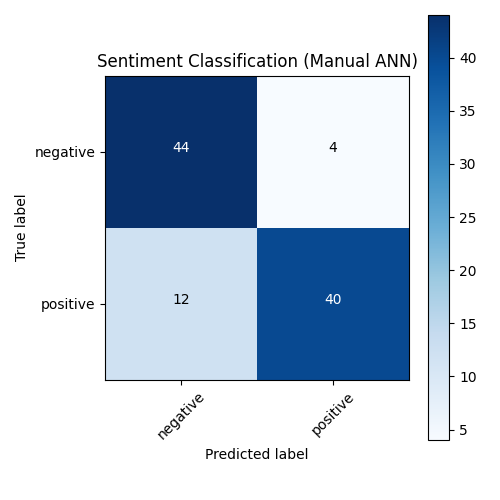 Sentiment Classification (Manual ANN)
negative
44
4
positive
12
40
True label
negative
positive
Predicted label
40
35
30
25
20
15
10
5